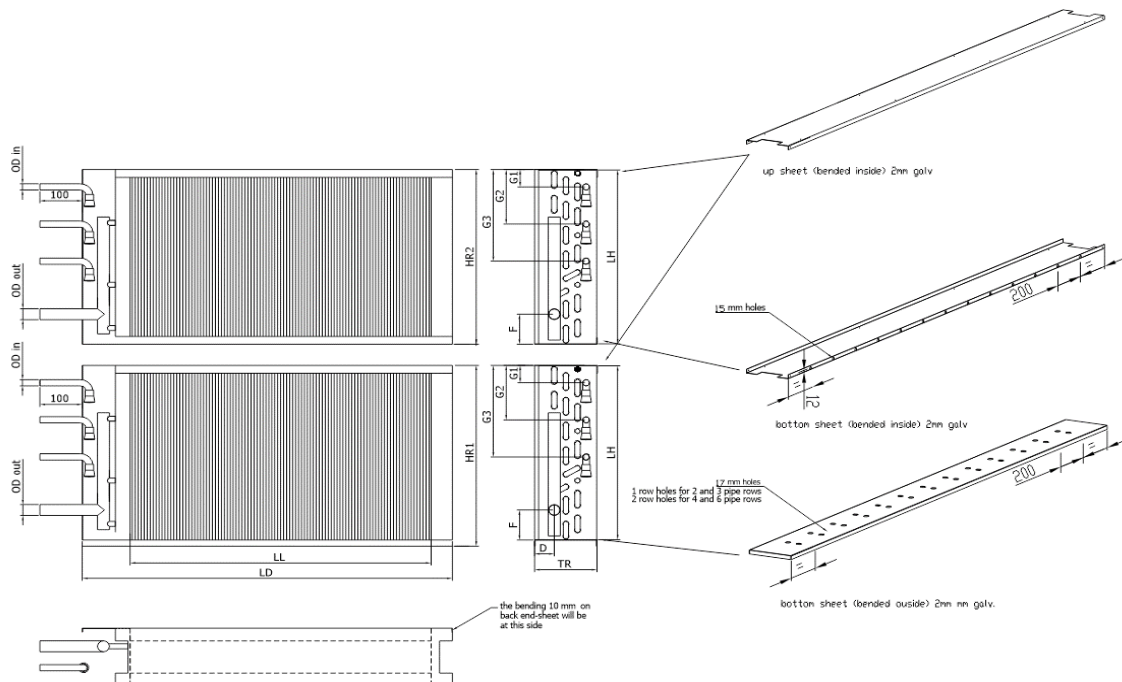 up sheet (bended inside) 2mm galv
OD in
100
OD out
HR2
G1
G2
G3
F
LH
200
=
15 mm holes
=
12
bottom sheet (bended inside) 2mm galv
OD in
100
OD out
HR1
G1
G2
G3
F
LH
D
TR
LL
LD
200
=
17 mm holes
1 row holes for 2 and 3 pipe rows
2 row holes for 4 and 6 pipe rows
=
bottom sheet (bended ouside) 2mm mm galv.
the bending 10 mm on
back end-sheet will be
at this side